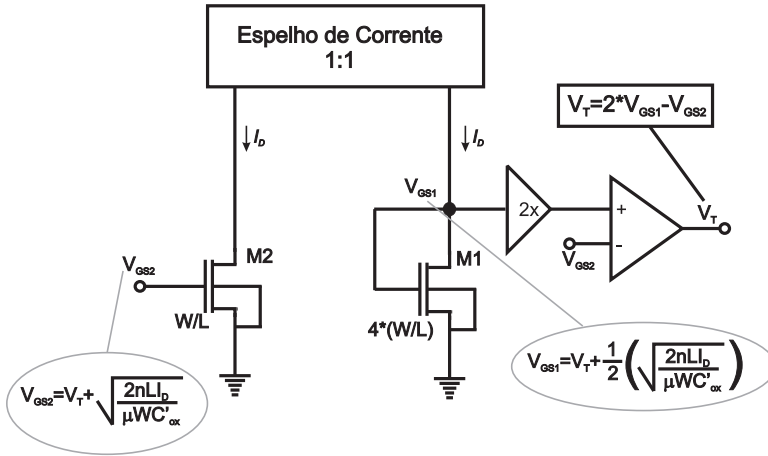 Espelho de Corrente
1:1
V_T=2*V_GS1-V_GS2
I_D
I_D
V_GS1
2x
+
-
V_T
V_GS2
V_GS2
M2
W/L
M1
4*(W/L)
V_GS2=V_T+√(2nLI_D/μWC'_ox)
V_GS1=V_T+1/2(√(2nLI_D/μWC'_ox))